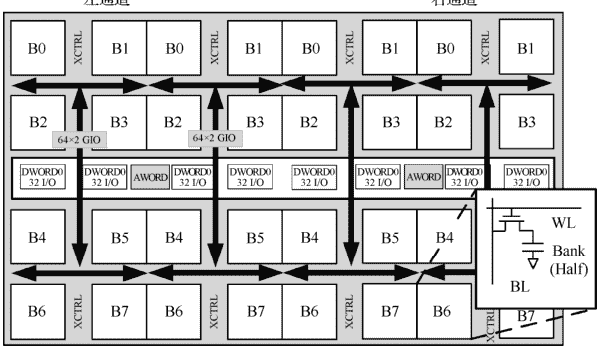 左通道 右通道
B0 XCTRL B1 B0 XCTRL B1 B0 XCTRL B1 B0 XCTRL B1
B2 B3 B2 B3 B2 B3 B2 B3
64×2 GIO 64×2 GIO
DWORD0 32 I/O DWORD0 32 I/O AWORD DWORD0 32 I/O DWORD0 32 I/O DWORD0 32 I/O DWORD0 32 I/O AWORD DWORD0 32 I/O DWORD0 32 I/O
B4 B5 B4 B5 B4 B5 B4
WL
Bank
(Half)
BL
B6 XCTRL B7 B6 XCTRL B7 B6 XCTRL B7 B6 XCTRL B7